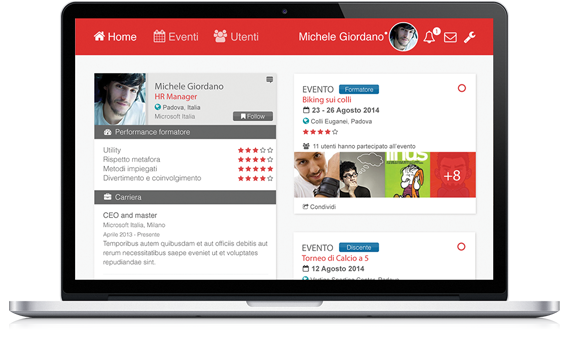 Home Eventi Utenti Michele Giordano 1
Michele Giordano
HR Manager
Padova, Italia
Microsoft Italia Follow
Performance formatore
Utility
Rispetto metafora
Metodi impiegati
Divertimento e coinvolgimento
Carriera
CEO and master
Microsoft Italia, Milano
Aprile 2013 - Presente
Temporibus autem quibusdam et aut officiis debitis aut
rerum necessitatibus saepe eveniet ut et voluptates
repudiandae sint.
EVENTO Formatore
Biking sui colli
23 - 26 Agosto 2014
Colli Euganei, Padova
11 utenti hanno partecipato all'evento
+8
Condividi
EVENTO Discente
Torneo di Calcio a 5
12 Agosto 2014
Padova